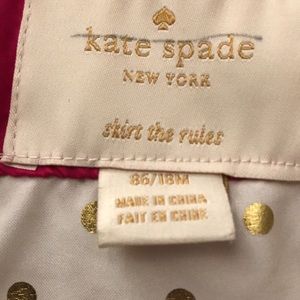 kate spade
NEW YORK
skirt the rules
86/18M
MADE IN CHINA
FAIT EN CHINE